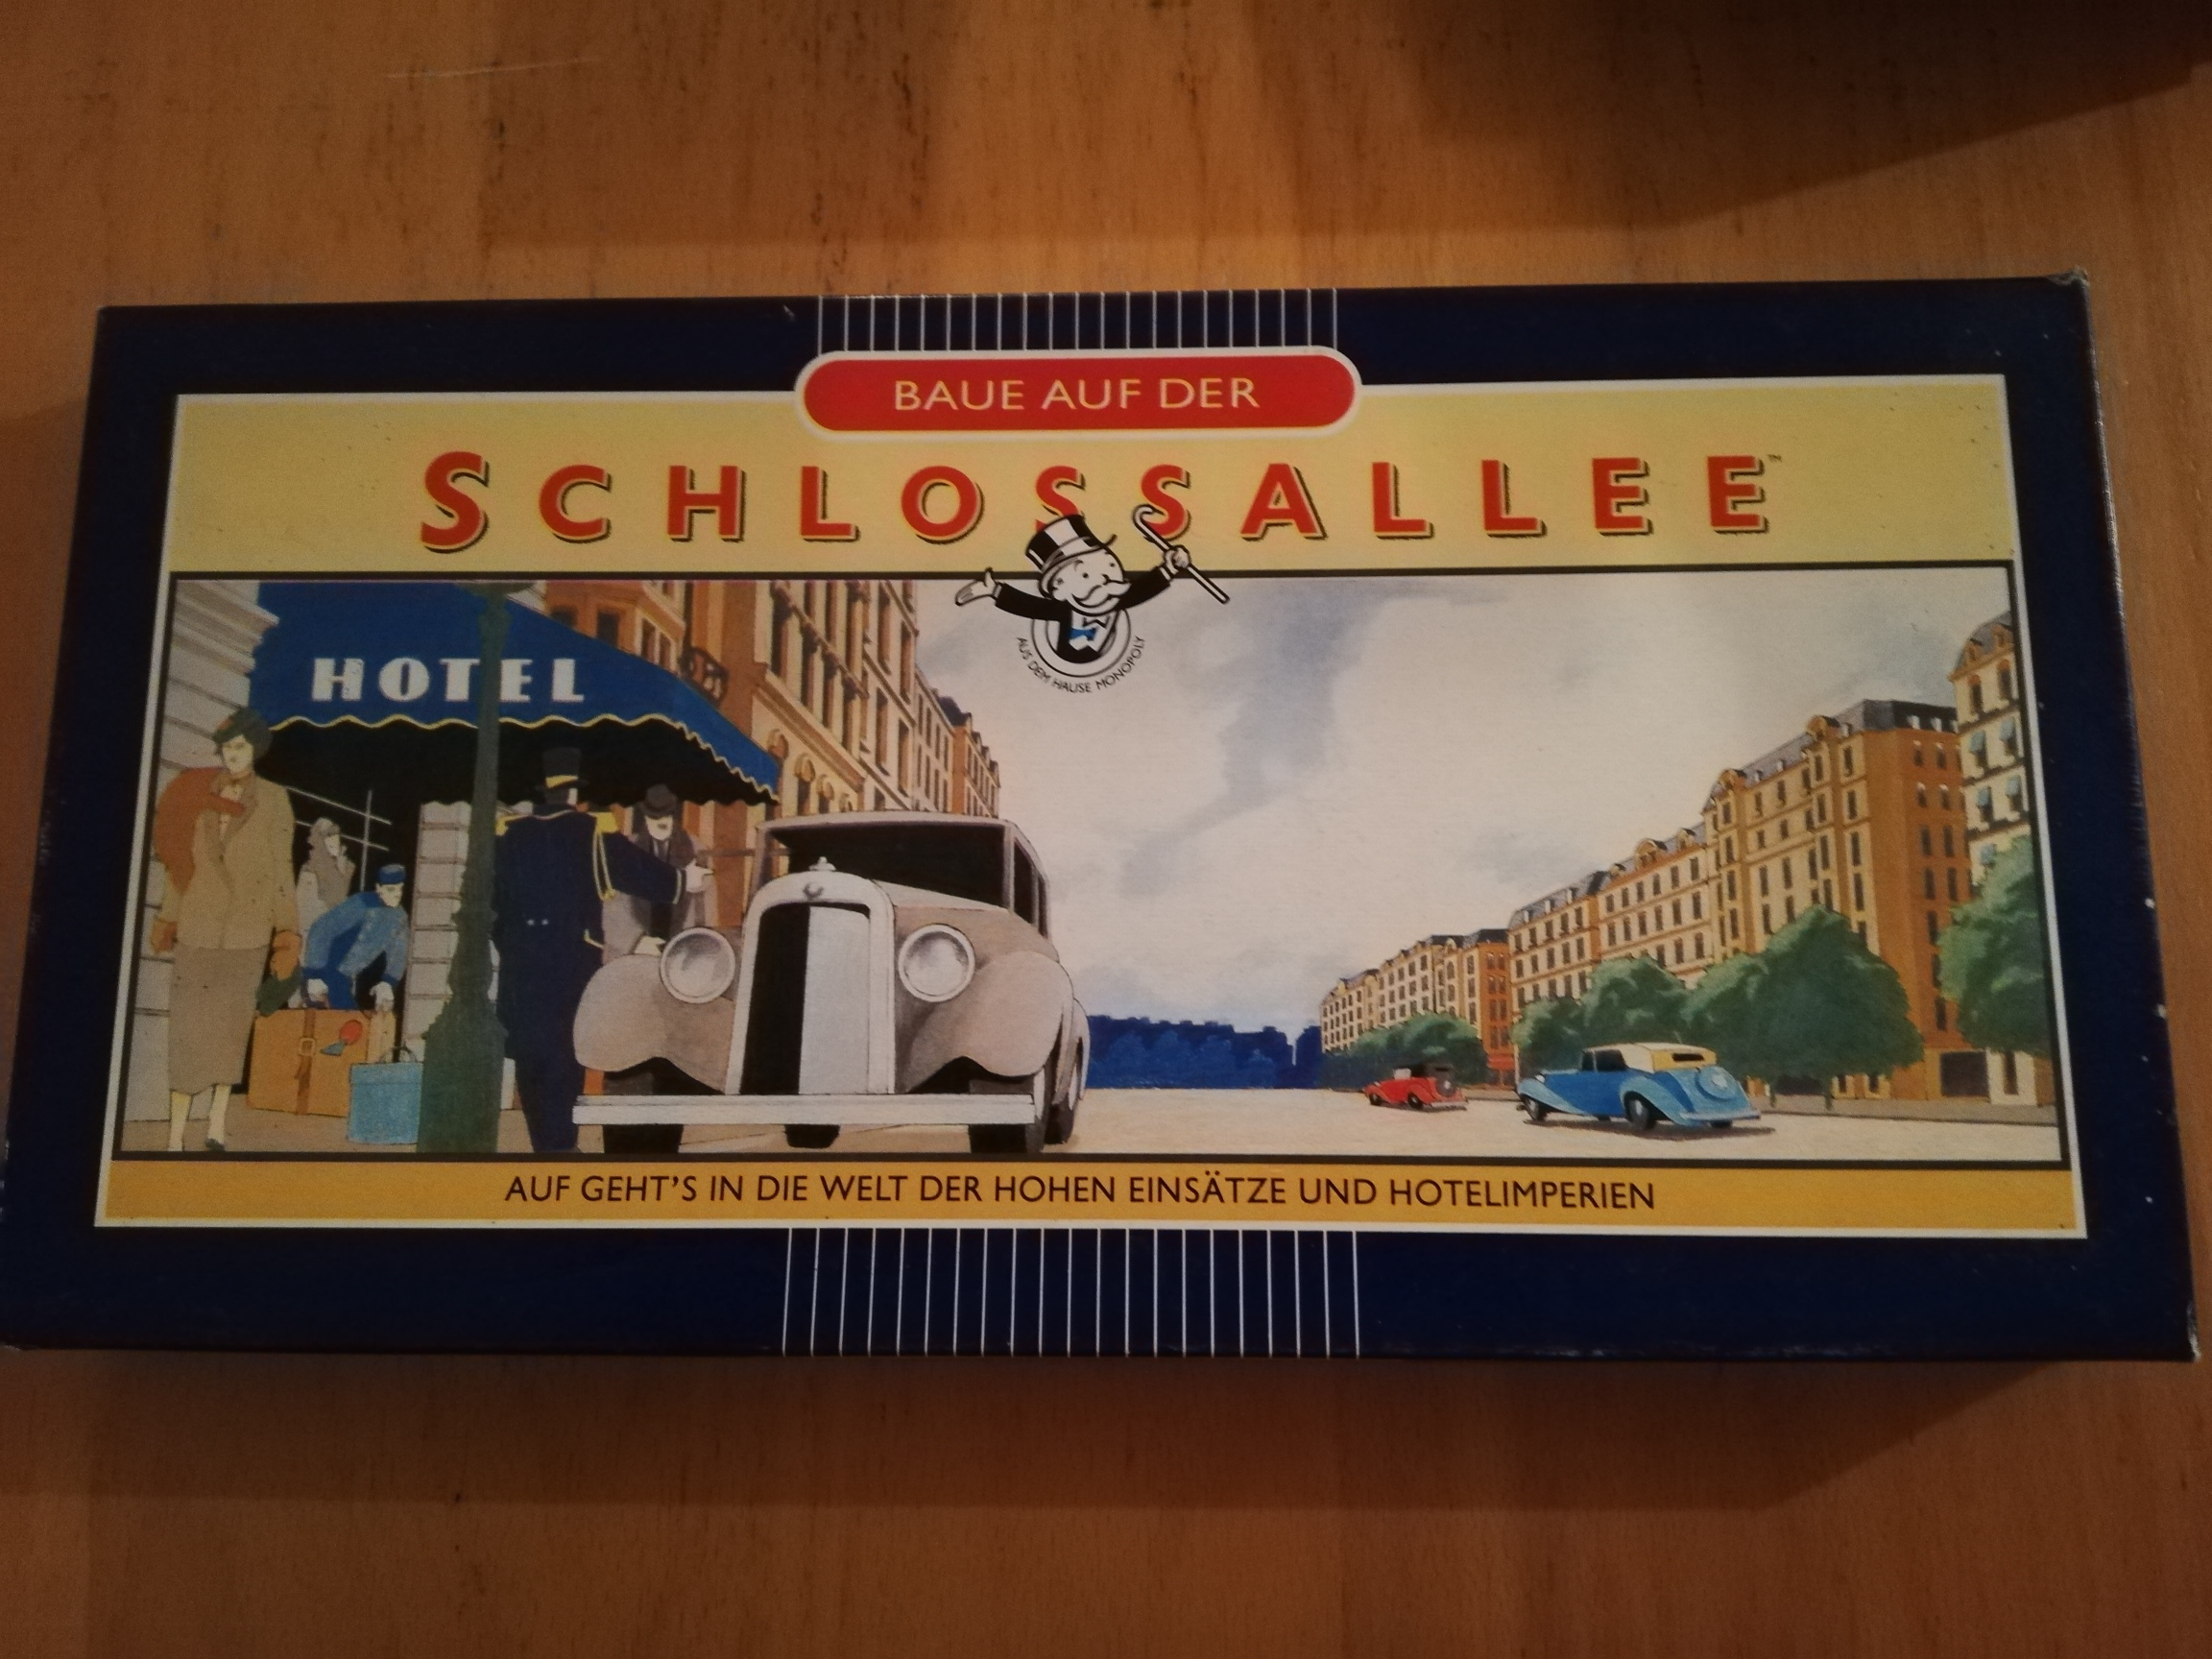 BAUE AUF DER
SCHLOSSALLEE™
AUS DEM HAUSE MONOPOLY
HOTEL
AUF GEHT'S IN DIE WELT DER HOHEN EINSÄTZE UND HOTELIMPERIEN